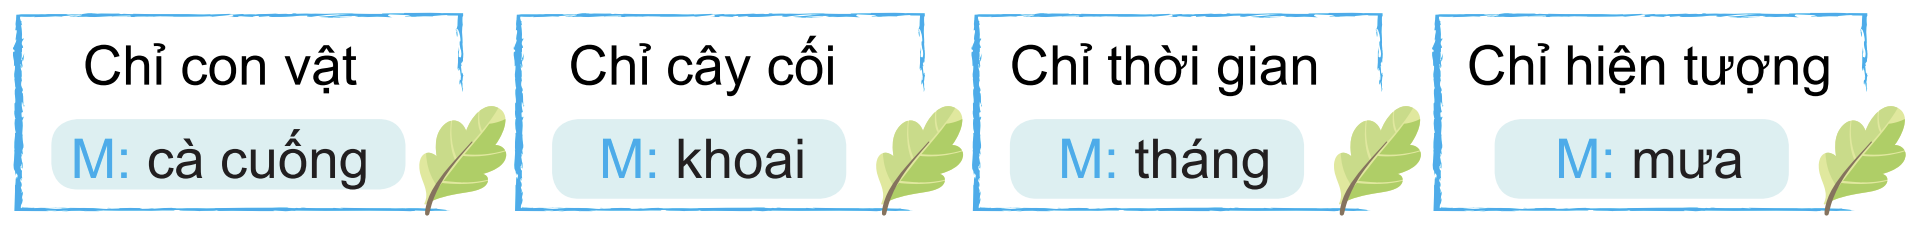 Chỉ con vật
M: cà cuống
Chỉ cây cối
M: khoai
Chỉ thời gian
M: tháng
Chỉ hiện tượng
M: mưa